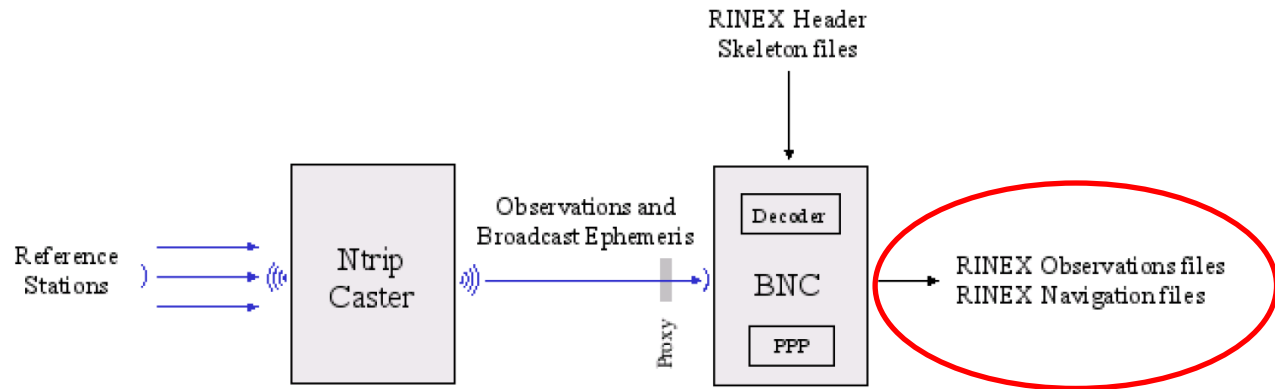 RINEX Header
Skeleton files
Reference
Stations
Ntrip
Caster
Observations and
Broadcast Ephemeris
Proxy
Decoder
BNC
PPP
RINEX Observations files
RINEX Navigation files